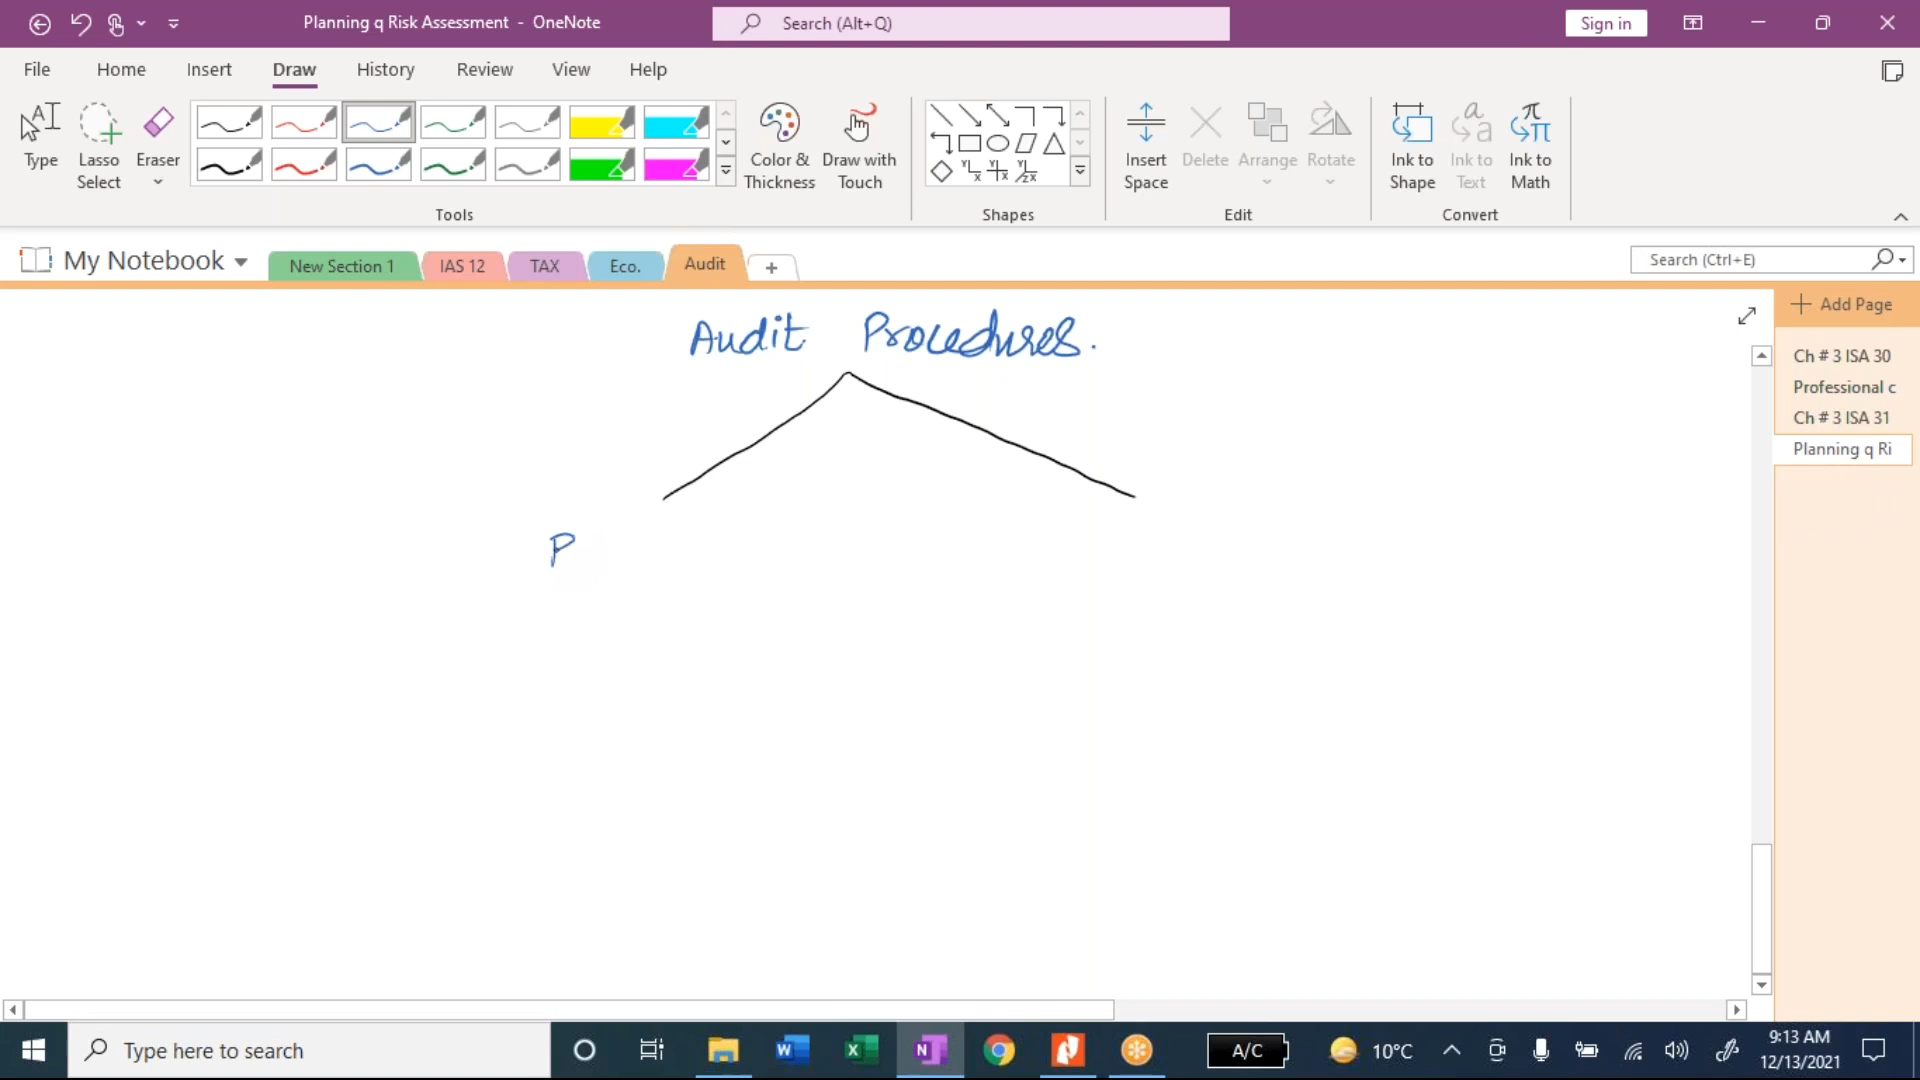 Planning q Risk Assessment - OneNote
Search (Alt+Q)
Sign in
File Home Insert Draw History Review View Help
Type
Lasso Select
Eraser
Color & Thickness
Draw with Touch
Insert Space
Delete
Arrange
Rotate
Ink to Shape
Ink to Text
Ink to Math
Tools
Shapes
Edit
Convert
My Notebook
New Section 1
IAS 12
TAX
Eco.
Audit
Search (Ctrl+E)
Add Page
Ch # 3 ISA 30
Professional c
Ch # 3 ISA 31
Planning q Ri
Audit Procedures.
P
Type here to search
A/C
10°C
9:13 AM
12/13/2021